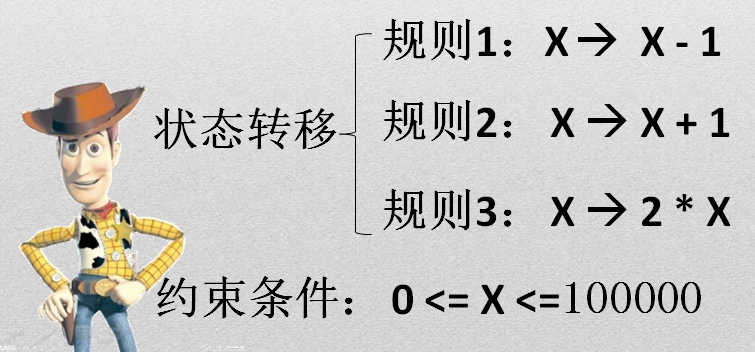 规则1：X→ X - 1
状态转移
规则2： X → X + 1
规则3： X → 2 * X
约束条件： 0 <= X <=100000